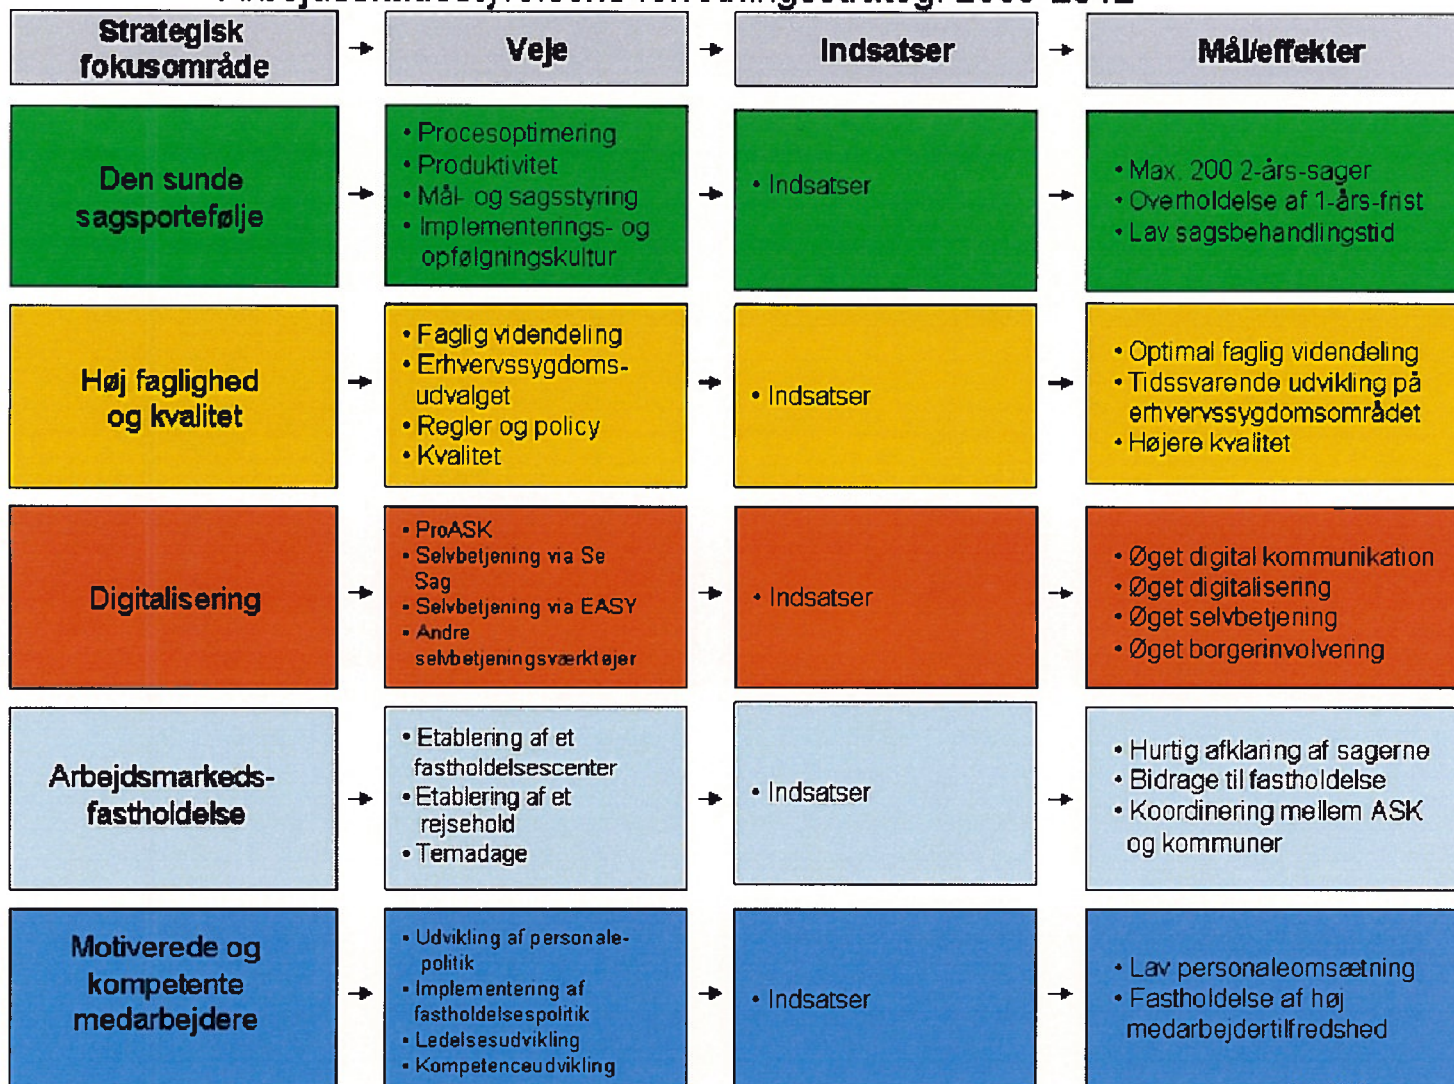 Strategisk
fokusområde
Veje
Indsatser
Mål/effekter
Den sunde
sagsportefølje
• Procesoptimering
• Produktivitet
• Mål- og sagsstyring
• Implementerings- og
opfølgningskultur
• Indsatser
• Max. 200 2-års-sager
• Overholdelse af 1-års-frist
• Lav sagsbehandlingstid
Høj faglighed
og kvalitet
• Faglig videndeling
• Erhvervssygdoms-
udvalget
• Regler og policy
• Kvalitet
• Indsatser
• Optimal faglig videndeling
• Tidssvarende udvikling på
erhvervssygdomsområdet
• Højere kvalitet
Digitalisering
• ProASK
• Selvbetjening via Se
Sag
• Selvbetjening via EASY
• Andre
selvbetjeningsværktøjer
• Indsatser
• Øget digital kommunikation
• Øget digitalisering
• Øget selvbetjening
• Øget borgerinvolvering
Arbejdsmarkeds-
fastholdelse
• Etablering af et
fastholdelsescenter
• Etablering af et
rejsehold
• Temadage
• Indsatser
• Hurtig afklaring af sagerne
• Bidrage til fastholdelse
• Koordinering mellem ASK
og kommuner
Motiverede og
kompetente
medarbejdere
• Udvikling af personale-
politik
• Implementering af
fastholdelsespolitik
• Ledelsesudvikling
• Kompetenceudvikling
• Indsatser
• Lav personaleomsætning
• Fastholdelse af høj
medarbejdertilfredshed